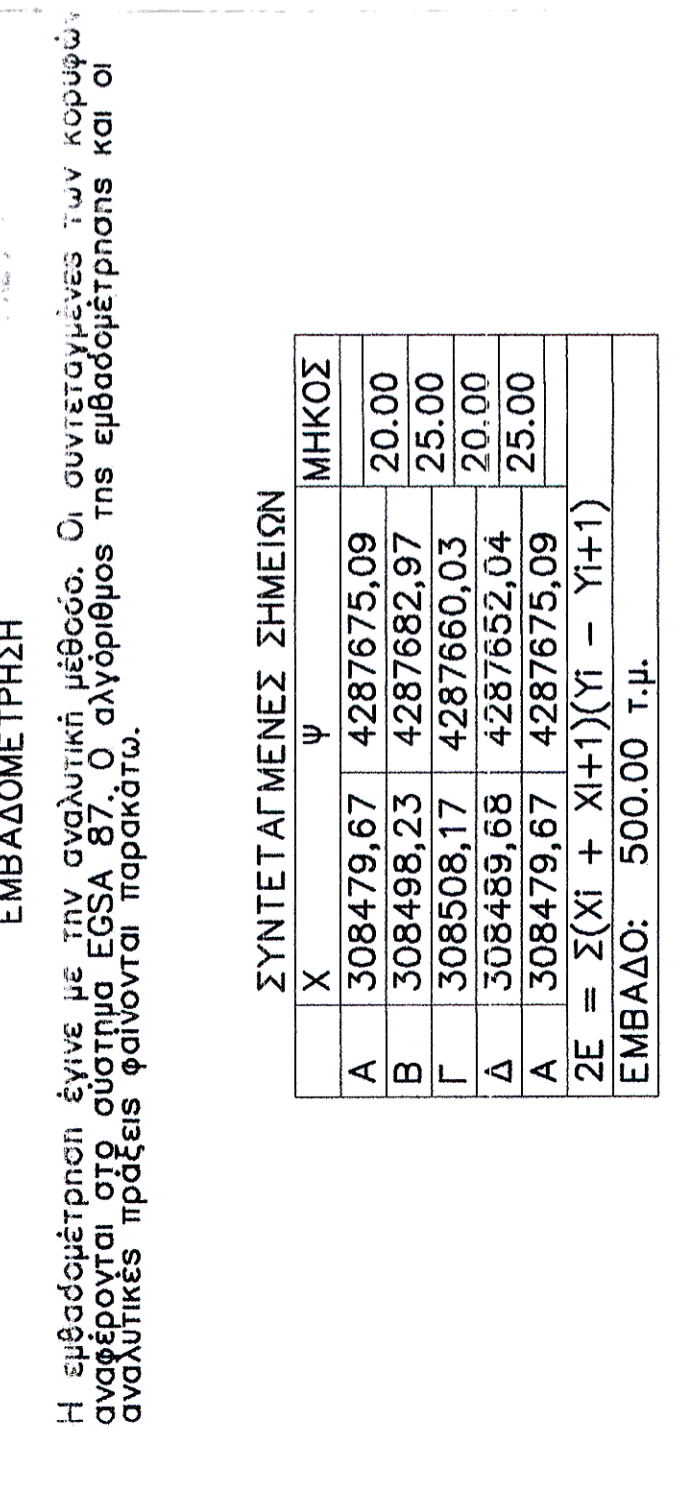 ΕΜΒΑΔΟΜΕΤΡΗΣΗ
Η εμβαδομέτρηση έγινε με την αναλυτική μέθοδο. Οι συντεταγμένες των κορυφών
αναφέρονται στο σύστημα EGSA 87. Ο αλγόριθμος της εμβαδομέτρησης και οι
αναλυτικές πράξεις φαίνονται παρακάτω.
ΣΥΝΤΕΤΑΓΜΕΝΕΣ ΣΗΜΕΙΩΝ
Χ Ψ ΜΗΚΟΣ
Α 308479,67 4287675,09
20.00
Β 308498,23 4287682,97
25.00
Γ 308508,17 4287660,03
20.00
Δ 308489,68 4287652,04
25.00
Α 308479,67 4287675,09
2Ε = Σ(Χi + ΧΙ+1)(Υi − Υi+1)
ΕΜΒΑΔΟ: 500.00 τ.μ.